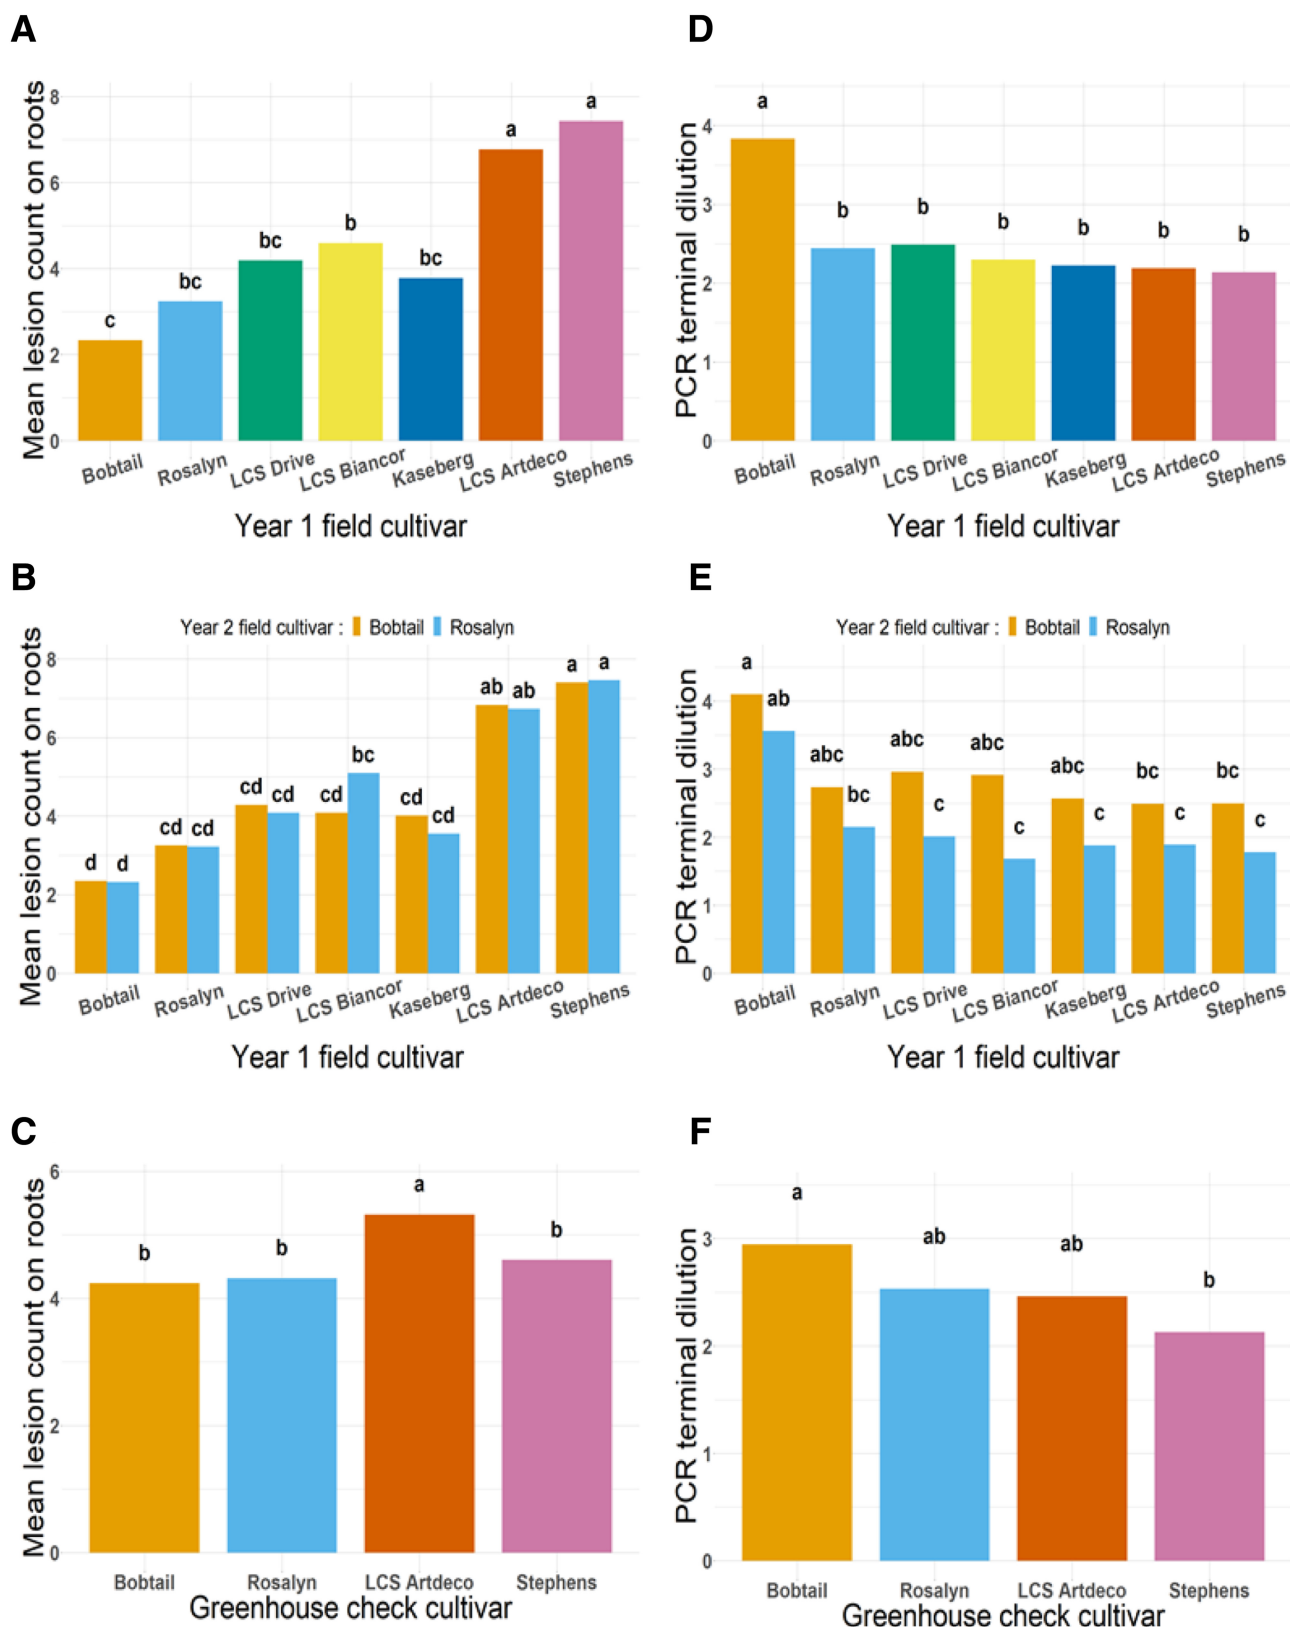 A
Mean lesion count on roots
8
6
4
2
0
c
bc
bc
b
bc
a
a
Bobtail
Rosalyn
LCS Drive
LCS Biancor
Kaseberg
LCS Artdeco
Stephens
Year 1 field cultivar
D
PCR terminal dilution
4
3
2
1
0
a
b
b
b
b
b
b
Bobtail
Rosalyn
LCS Drive
LCS Biancor
Kaseberg
LCS Artdeco
Stephens
Year 1 field cultivar
B
Year 2 field cultivar : Bobtail Rosalyn
Mean lesion count on roots
8
6
4
2
0
d
d
cd
cd
cd
cd
cd
bc
cd
cd
ab
ab
a
a
Bobtail
Rosalyn
LCS Drive
LCS Biancor
Kaseberg
LCS Artdeco
Stephens
Year 1 field cultivar
E
Year 2 field cultivar : Bobtail Rosalyn
PCR terminal dilution
4
3
2
1
0
a
ab
abc
bc
abc
c
abc
c
abc
c
bc
c
bc
c
Bobtail
Rosalyn
LCS Drive
LCS Biancor
Kaseberg
LCS Artdeco
Stephens
Year 1 field cultivar
C
Mean lesion count on roots
6
4
2
0
b
b
a
b
Bobtail
Rosalyn
LCS Artdeco
Stephens
Greenhouse check cultivar
F
PCR terminal dilution
3
2
1
0
a
ab
ab
b
Bobtail
Rosalyn
LCS Artdeco
Stephens
Greenhouse check cultivar